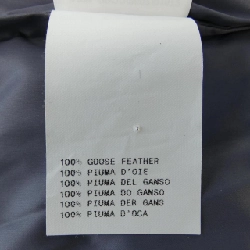 100% GOOSE FEATHER
100% PIUMA D'OIE
100% PIUMA DEL GANSO
100% PIUMA DO GANSO
100% PIUMA DER GANS
100% PIUMA D'OCA